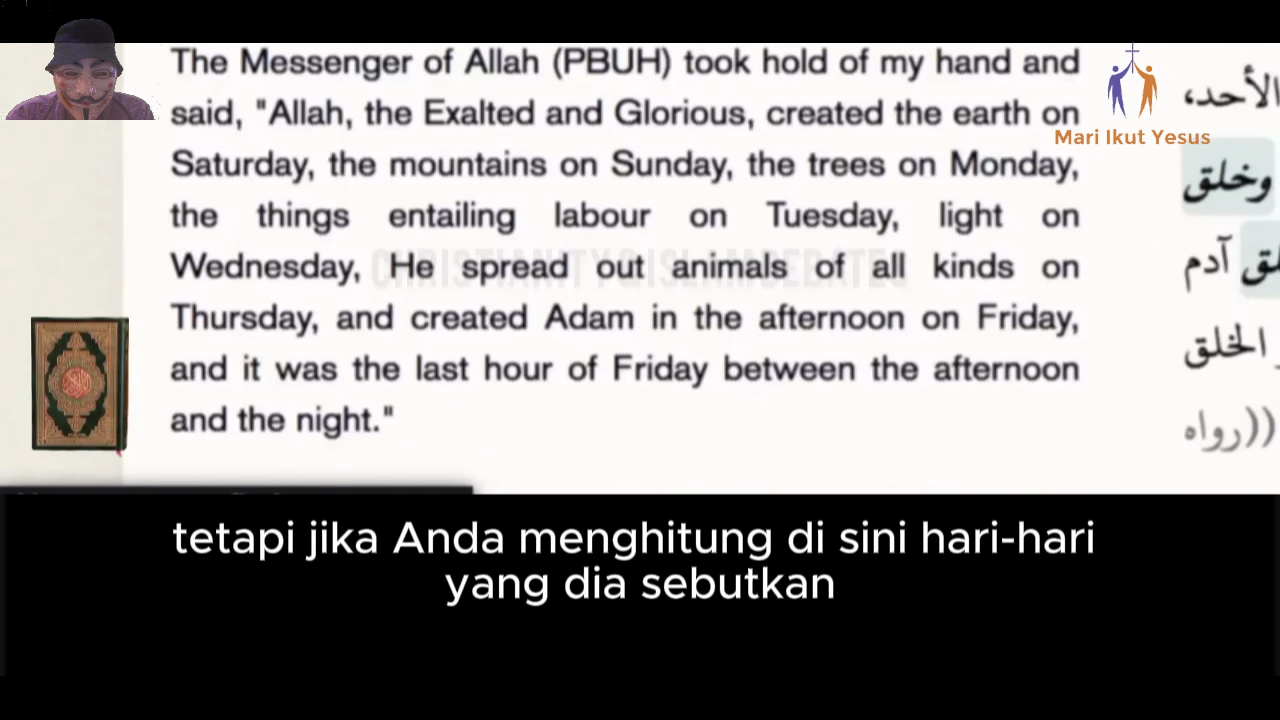 The Messenger of Allah (PBUH) took hold of my hand and
said, "Allah, the Exalted and Glorious, created the earth on
Saturday, the mountains on Sunday, the trees on Monday,
the things entailing labour on Tuesday, light on
Wednesday, He spread out animals of all kinds on
Thursday, and created Adam in the afternoon on Friday,
and it was the last hour of Friday between the afternoon
and the night."
Mari Ikut Yesus
الأحد،
وخلق
آدم
الخلق
((رواه
tetapi jika Anda menghitung di sini hari-hari
yang dia sebutkan